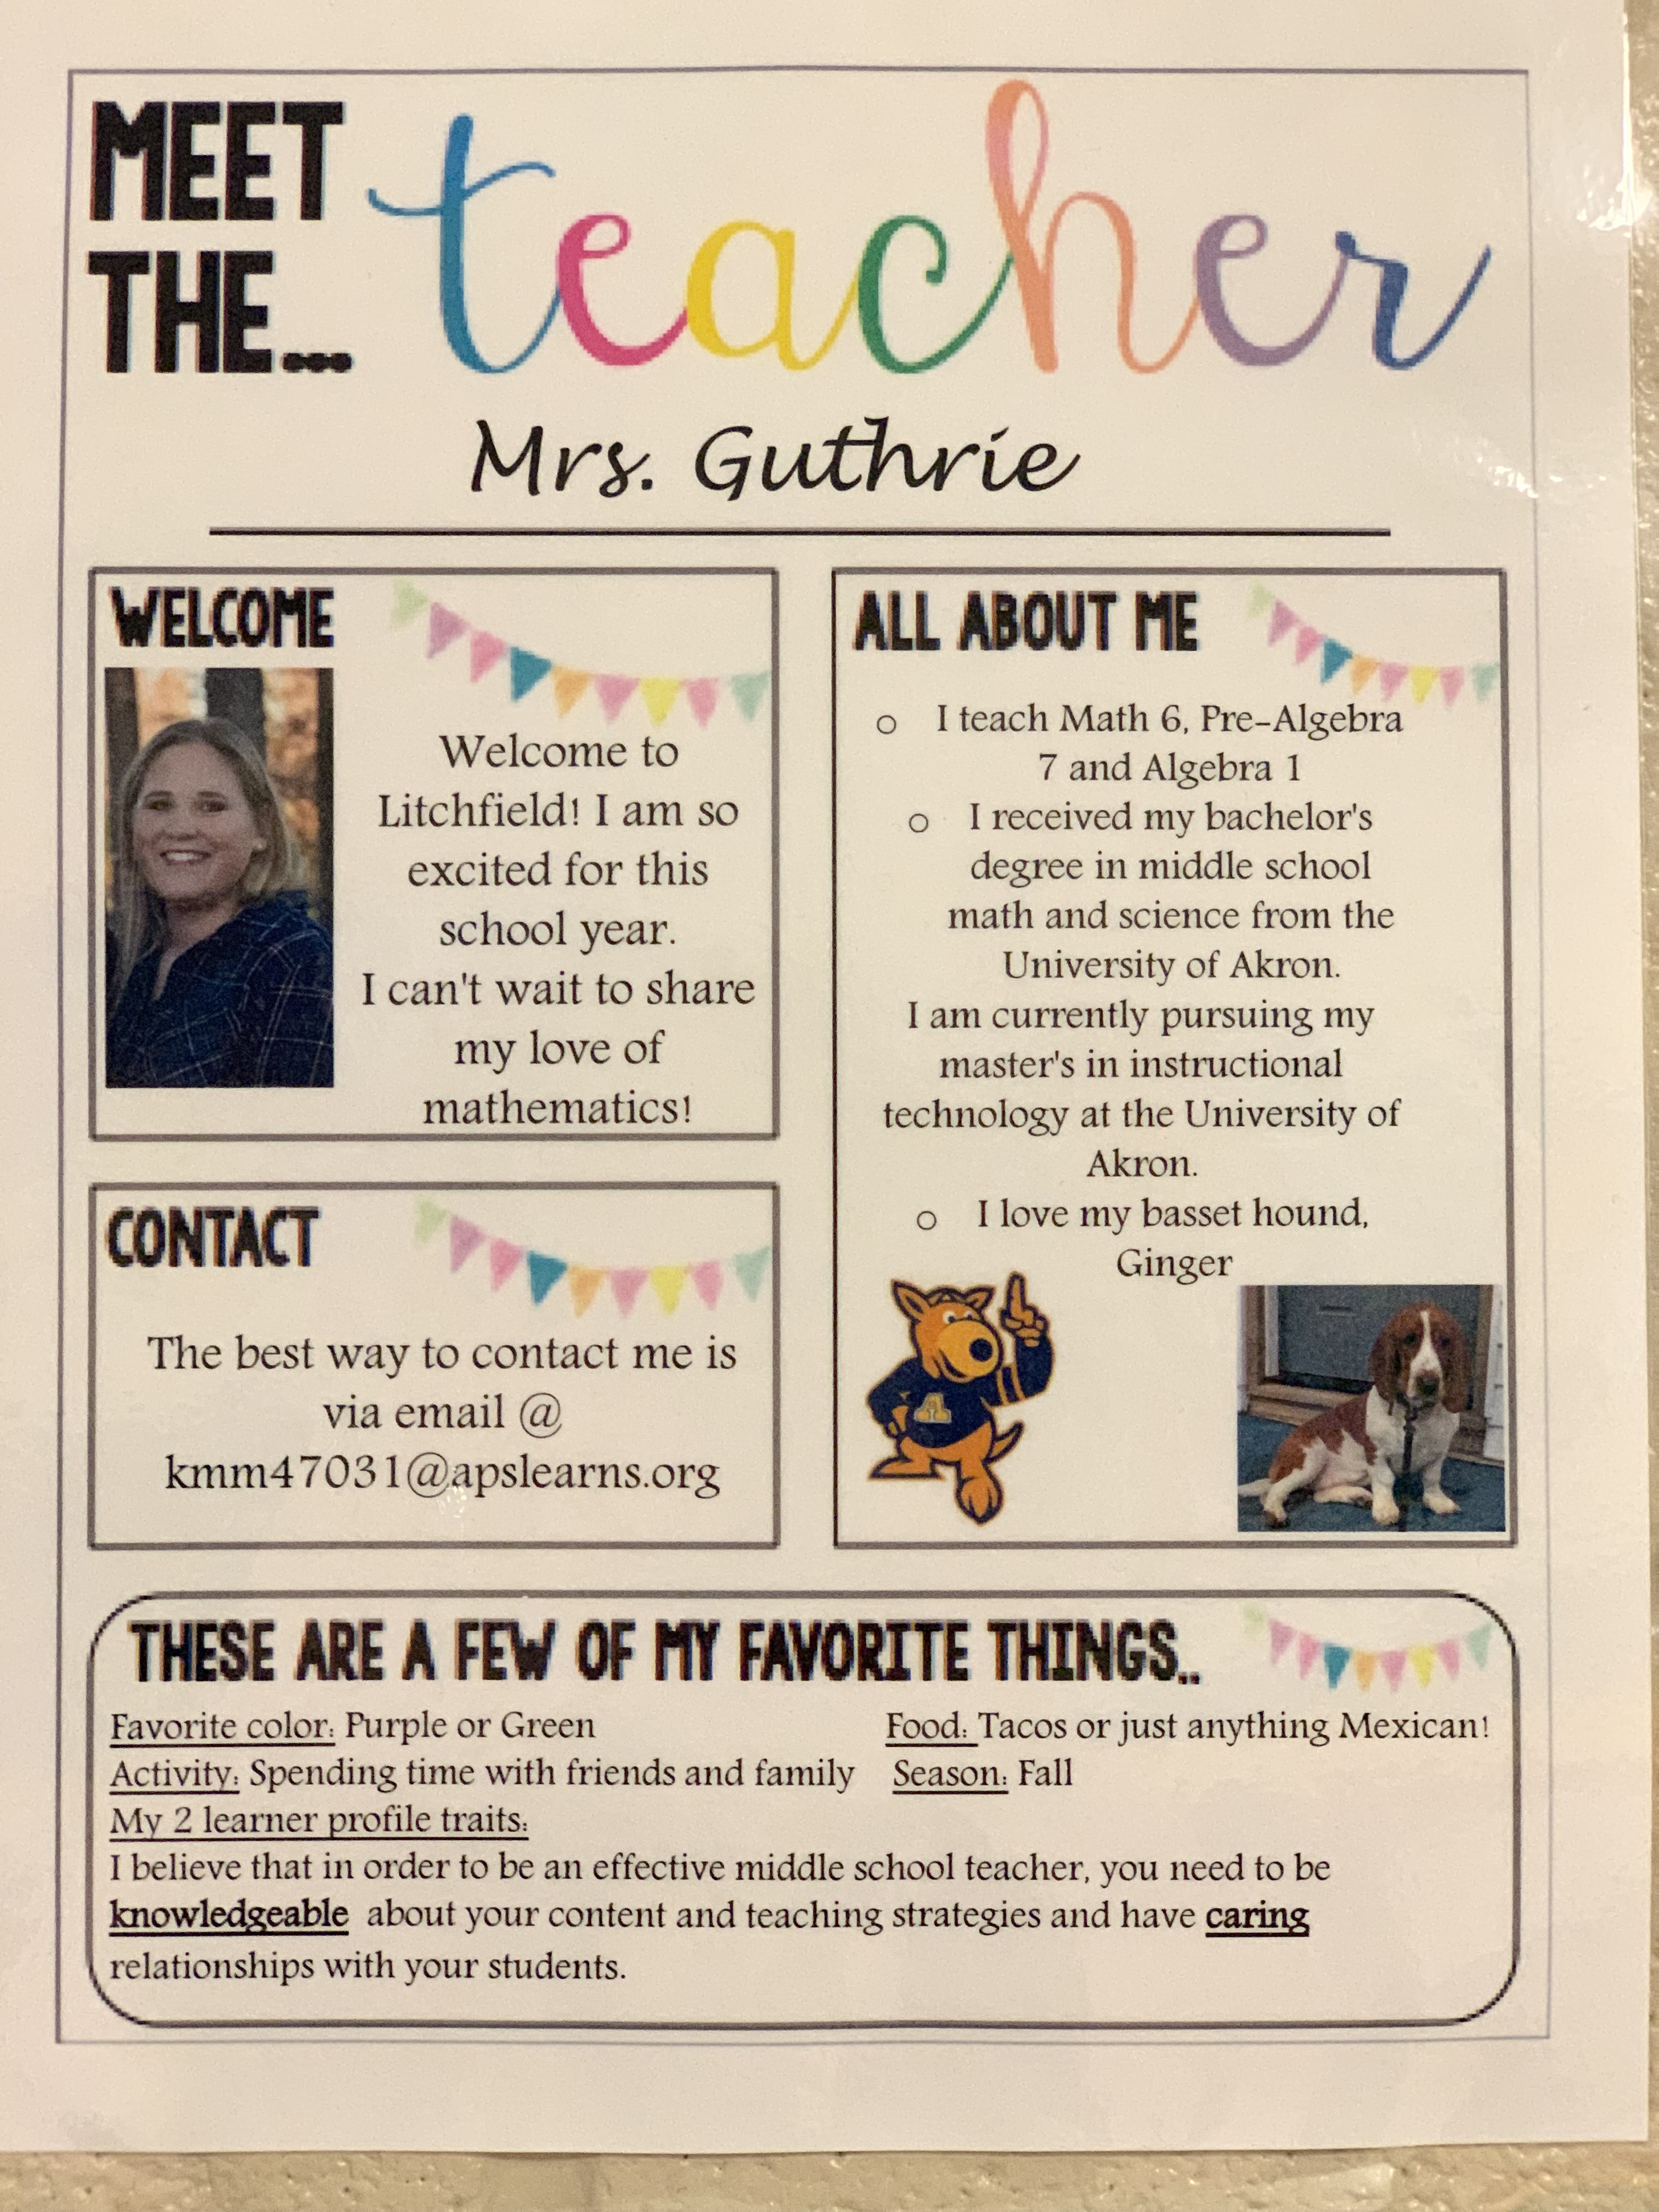 MEET
THE...
teacher
Mrs. Guthrie
WELCOME
Welcome to
Litchfield! I am so
excited for this
school year.
I can't wait to share
my love of
mathematics!
CONTACT
The best way to contact me is
via email @
kmm47031@apslearns.org
ALL ABOUT ME
I teach Math 6, Pre-Algebra
7 and Algebra 1
I received my bachelor's
degree in middle school
math and science from the
University of Akron.
I am currently pursuing my
master's in instructional
technology at the University of
Akron.
I love my basset hound,
Ginger
A
THESE ARE A FEW OF MY FAVORITE THINGS..
Favorite color: Purple or Green Food: Tacos or just anything Mexican!
Activity: Spending time with friends and family Season: Fall
My 2 learner profile traits:
I believe that in order to be an effective middle school teacher, you need to be
knowledgeable about your content and teaching strategies and have caring
relationships with your students.